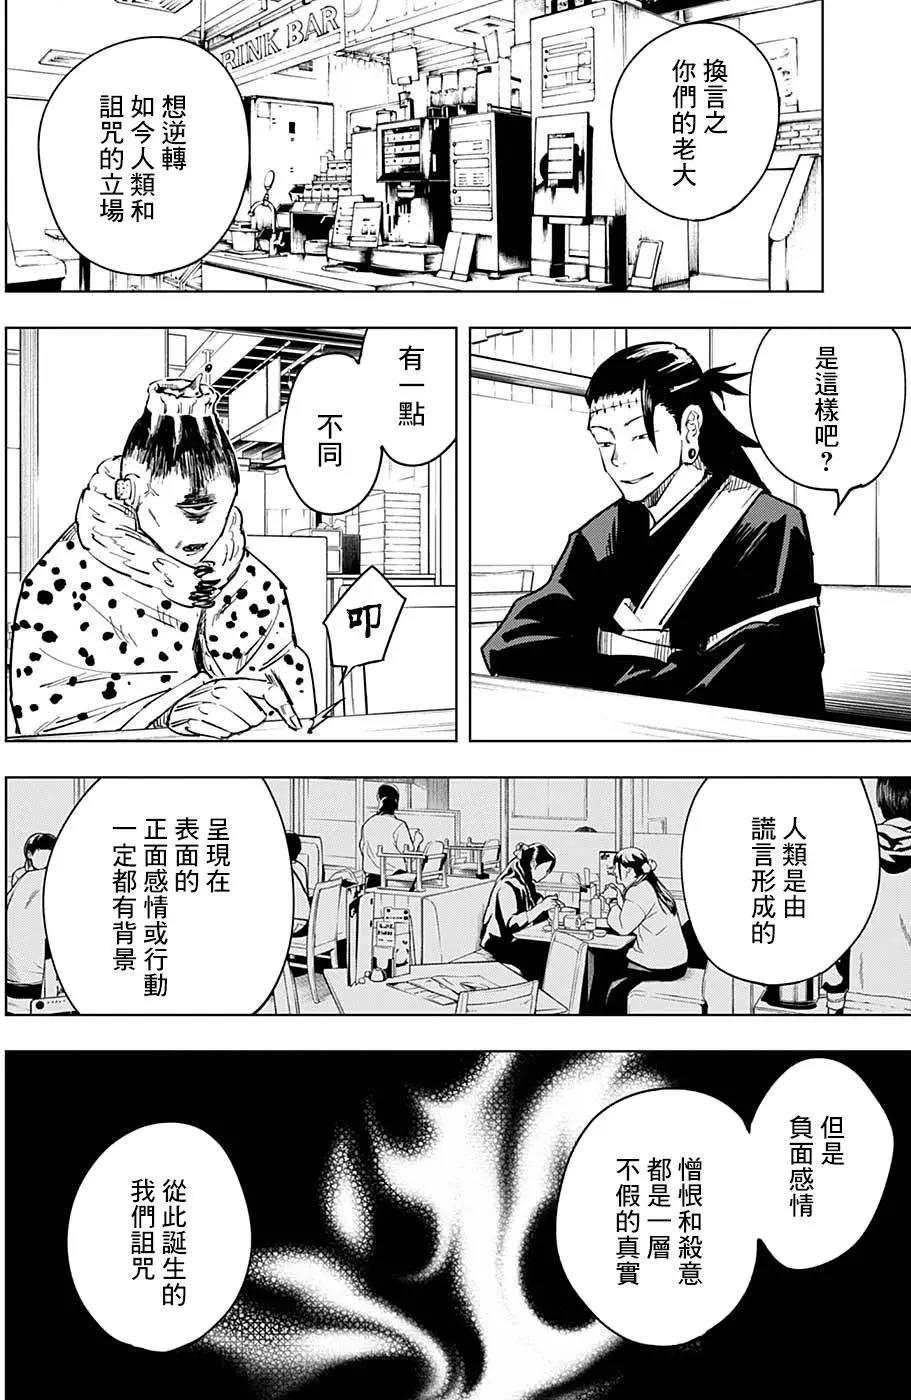 DRINK BAR
換言之
你們的老大
想逆轉
如今人類和
詛咒的立場
是這樣吧?
有一點
不同
叩
人類是由
謊言形成的
呈現在
表面的
正面感情或行動
一定都有背景
但是
負面感情
憎恨和殺意
都是一層
不假的真實
從此誕生的
我們詛咒